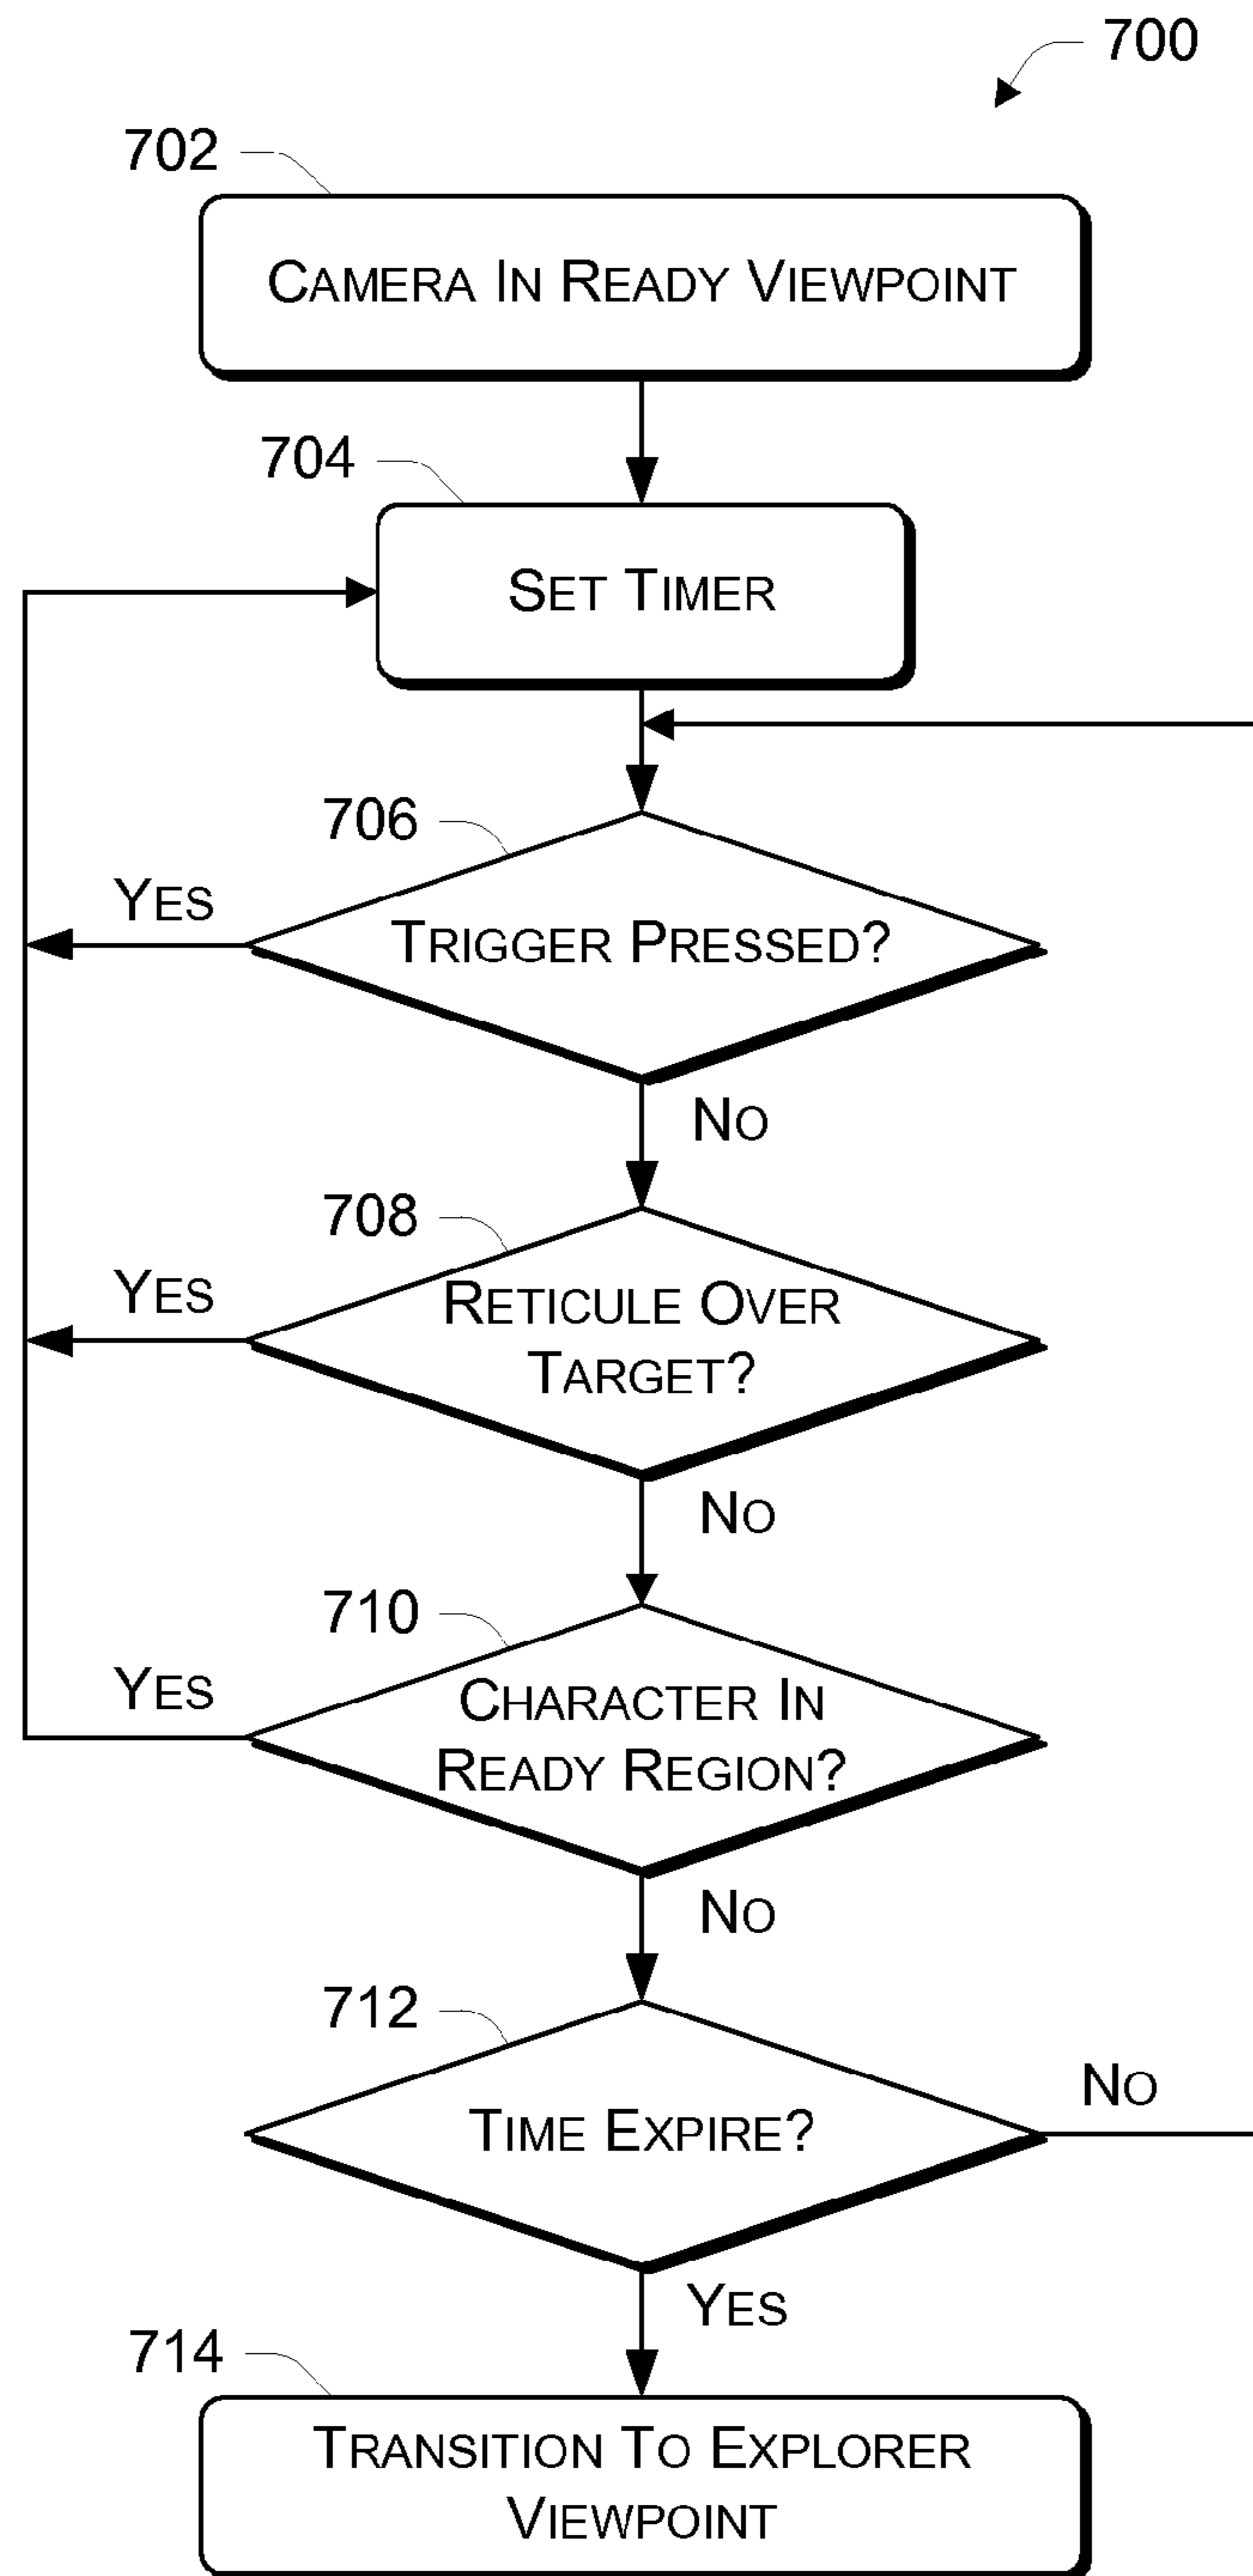 700
702
CAMERA IN READY VIEWPOINT
704
SET TIMER
706
YES
TRIGGER PRESSED?
NO
708
YES
RETICULE OVER
TARGET?
NO
710
YES
CHARACTER IN
READY REGION?
NO
712
NO
TIME EXPIRE?
YES
714
TRANSITION TO EXPLORER
VIEWPOINT